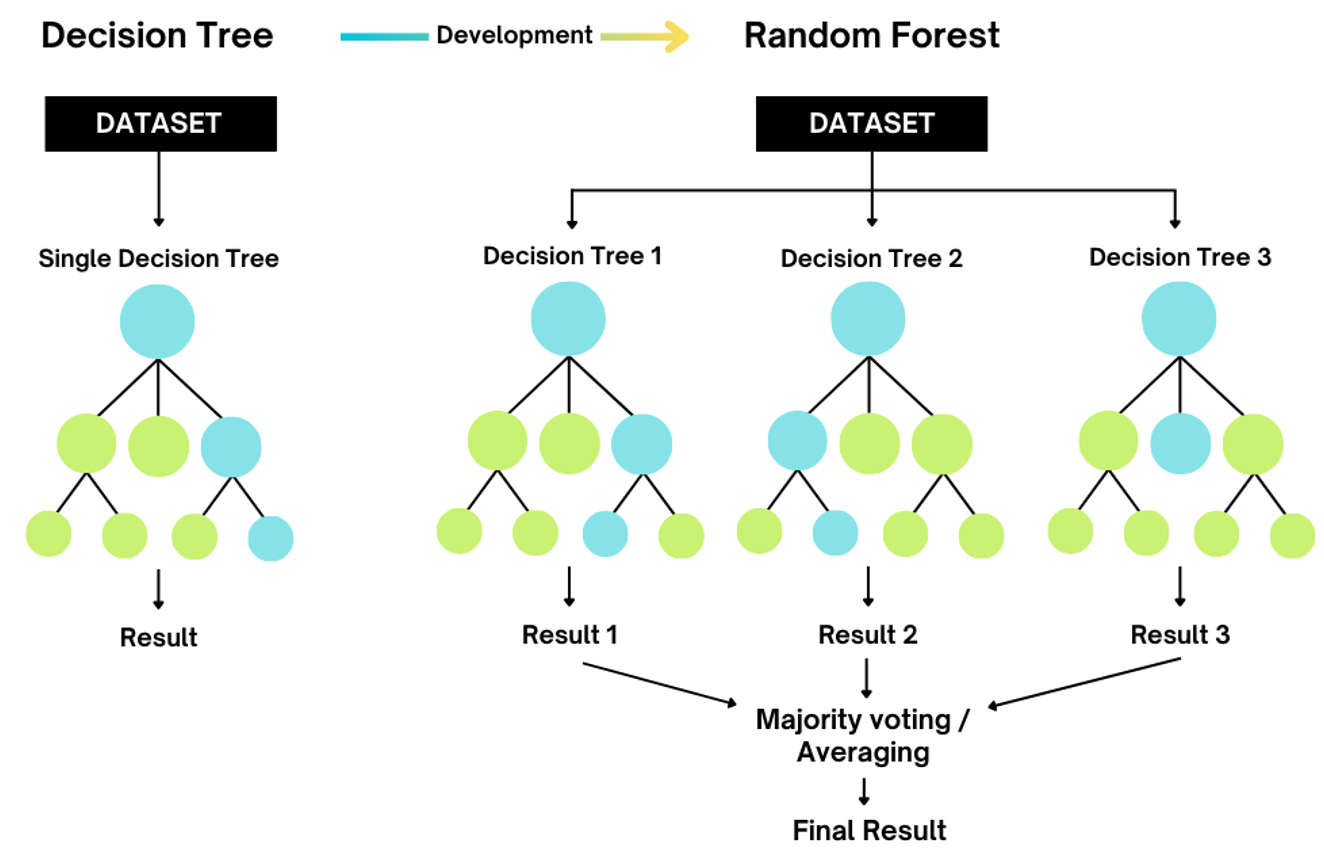 Decision Tree
Development
Random Forest
DATASET
DATASET
Single Decision Tree
Decision Tree 1
Decision Tree 2
Decision Tree 3
Result
Result 1
Result 2
Result 3
Majority voting /
Averaging
Final Result